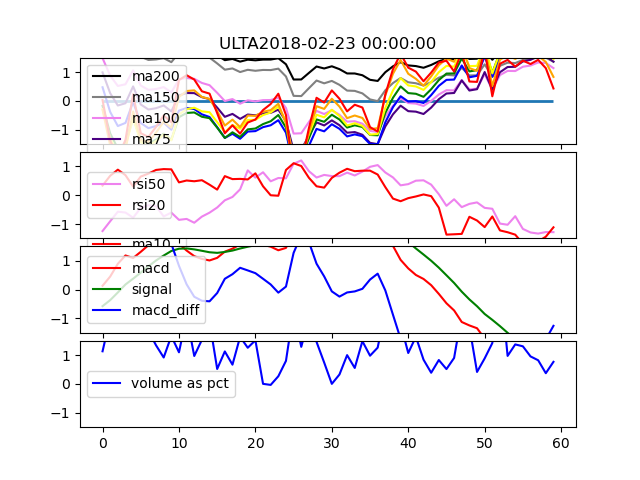 ULTA2018-02-23 00:00:00
1
0
−1
ma200
ma150
ma100
ma75
1
0
−1
rsi50
rsi20
ma10
1
0
−1
macd
signal
macd_diff
1
0
−1
volume as pct
0 10 20 30 40 50 60